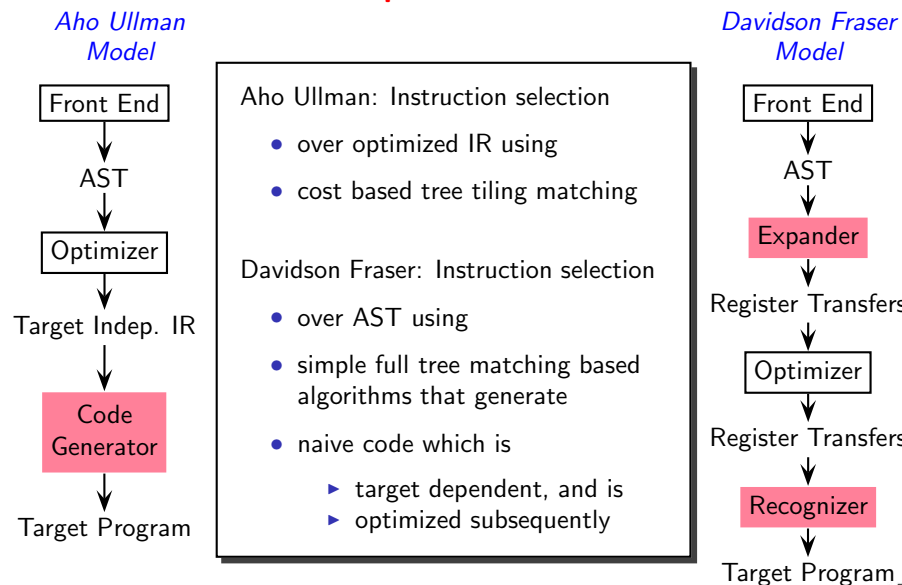 Aho Ullman
Model
Front End
AST
Optimizer
Target Indep. IR
Code
Generator
Target Program
Aho Ullman: Instruction selection
• over optimized IR using
• cost based tree tiling matching
Davidson Fraser: Instruction selection
• over AST using
• simple full tree matching based
algorithms that generate
• naive code which is
▶ target dependent, and is
▶ optimized subsequently
Davidson Fraser
Model
Front End
AST
Expander
Register Transfers
Optimizer
Register Transfers
Recognizer
Target Program